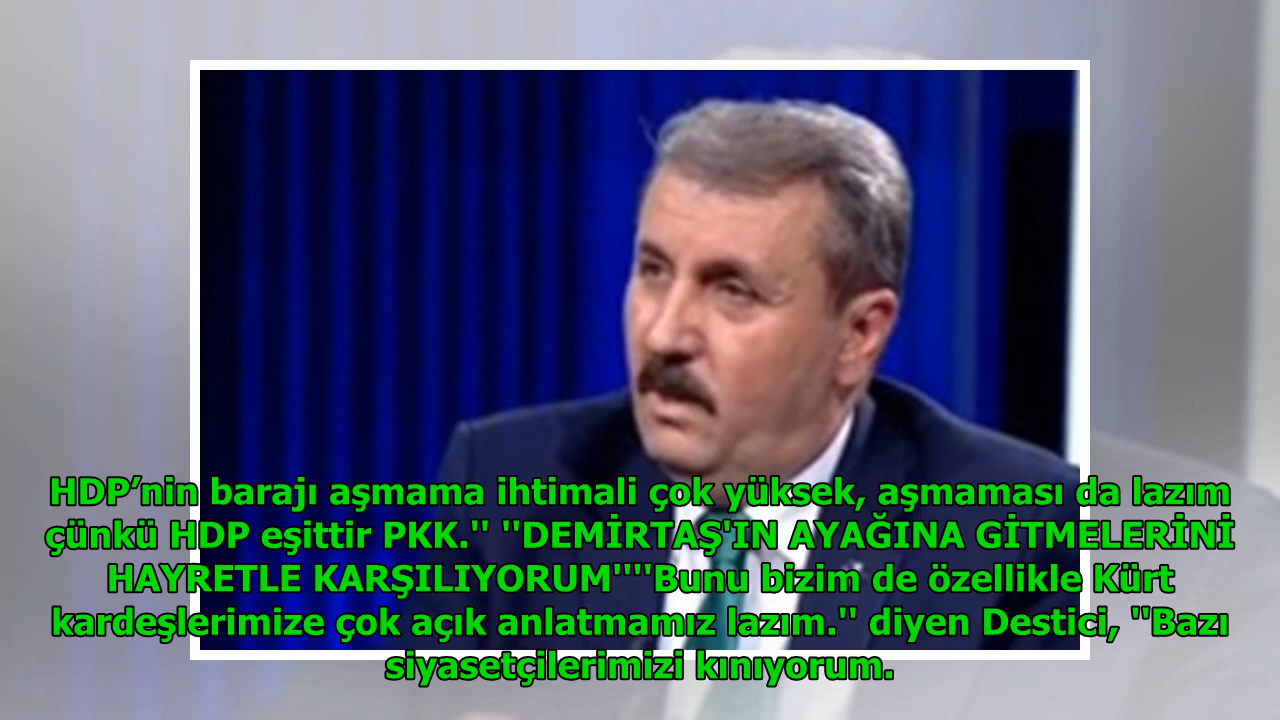 HDP’nin barajı aşmama ihtimali çok yüksek, aşmaması da lazım
çünkü HDP eşittir PKK.'' ''DEMİRTAŞ'IN AYAĞINA GİTMELERİNİ
HAYRETLE KARŞILIYORUM''''Bunu bizim de özellikle Kürt
kardeşlerimize çok açık anlatmamız lazım.'' diyen Destici, ''Bazı
siyasetçilerimizi kınıyorum.